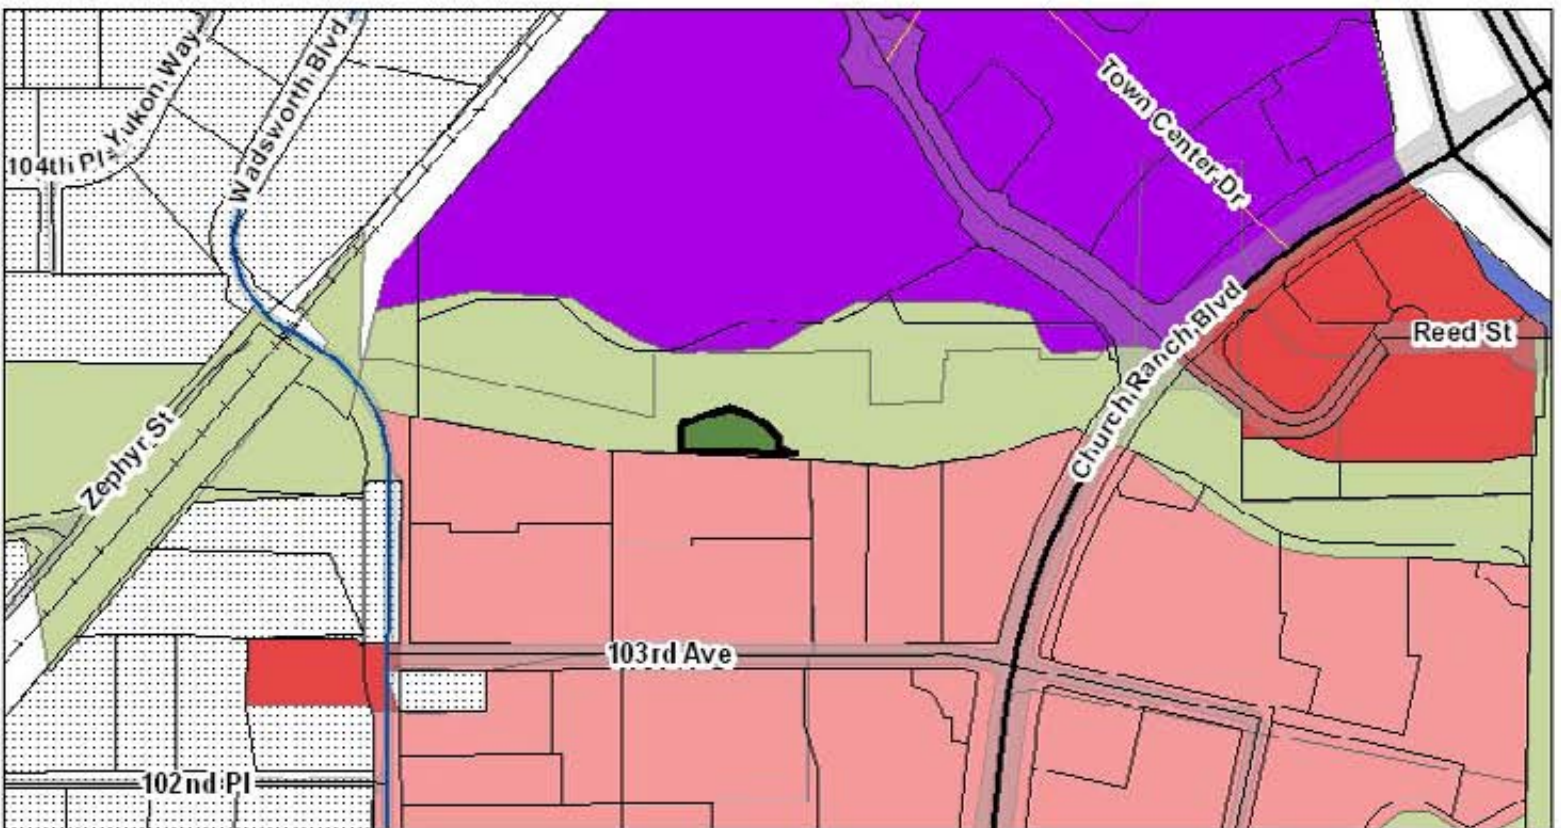 Yukon Way
Wadsworth Blvd
104th Pl
Town Center Dr
Church Ranch Blvd
Reed St
Zephyr St
103rd Ave
102nd Pl